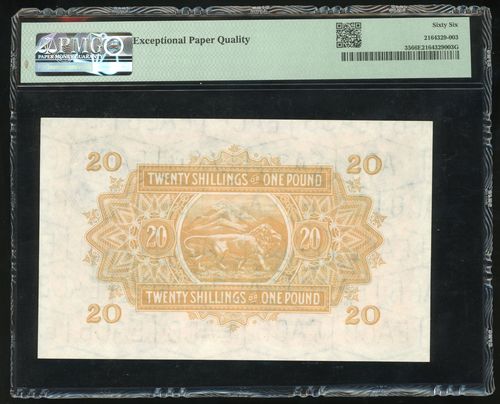 PMG
PAPER MONEY GUARANTY
Exceptional Paper Quality
Sixty Six
2164329-003
3566E2164329003G
20 20
TWENTY SHILLINGS OR ONE POUND
20 20
TWENTY SHILLINGS OR ONE POUND
20 20